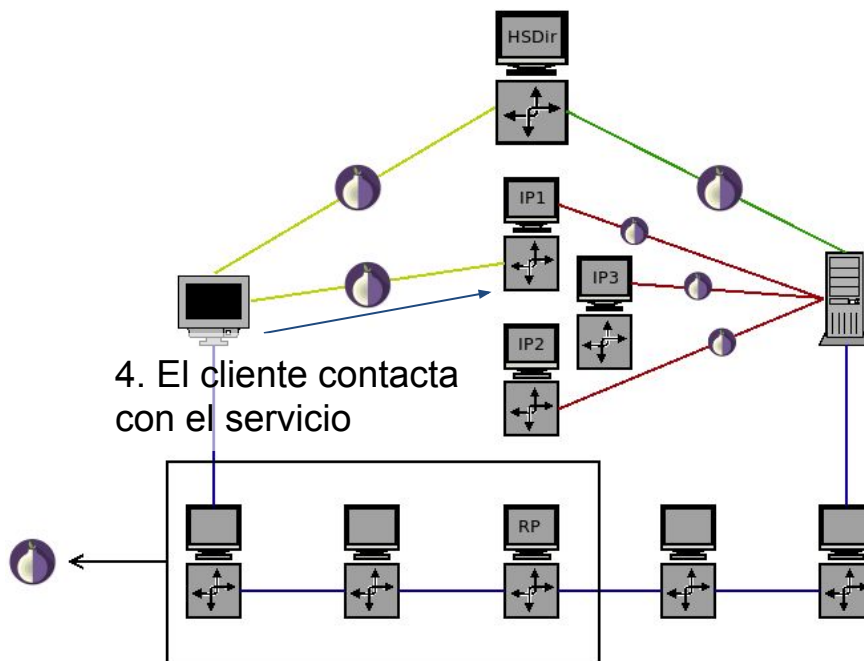 HSDir
IP1
IP3
IP2
4. El cliente contacta
con el servicio
RP